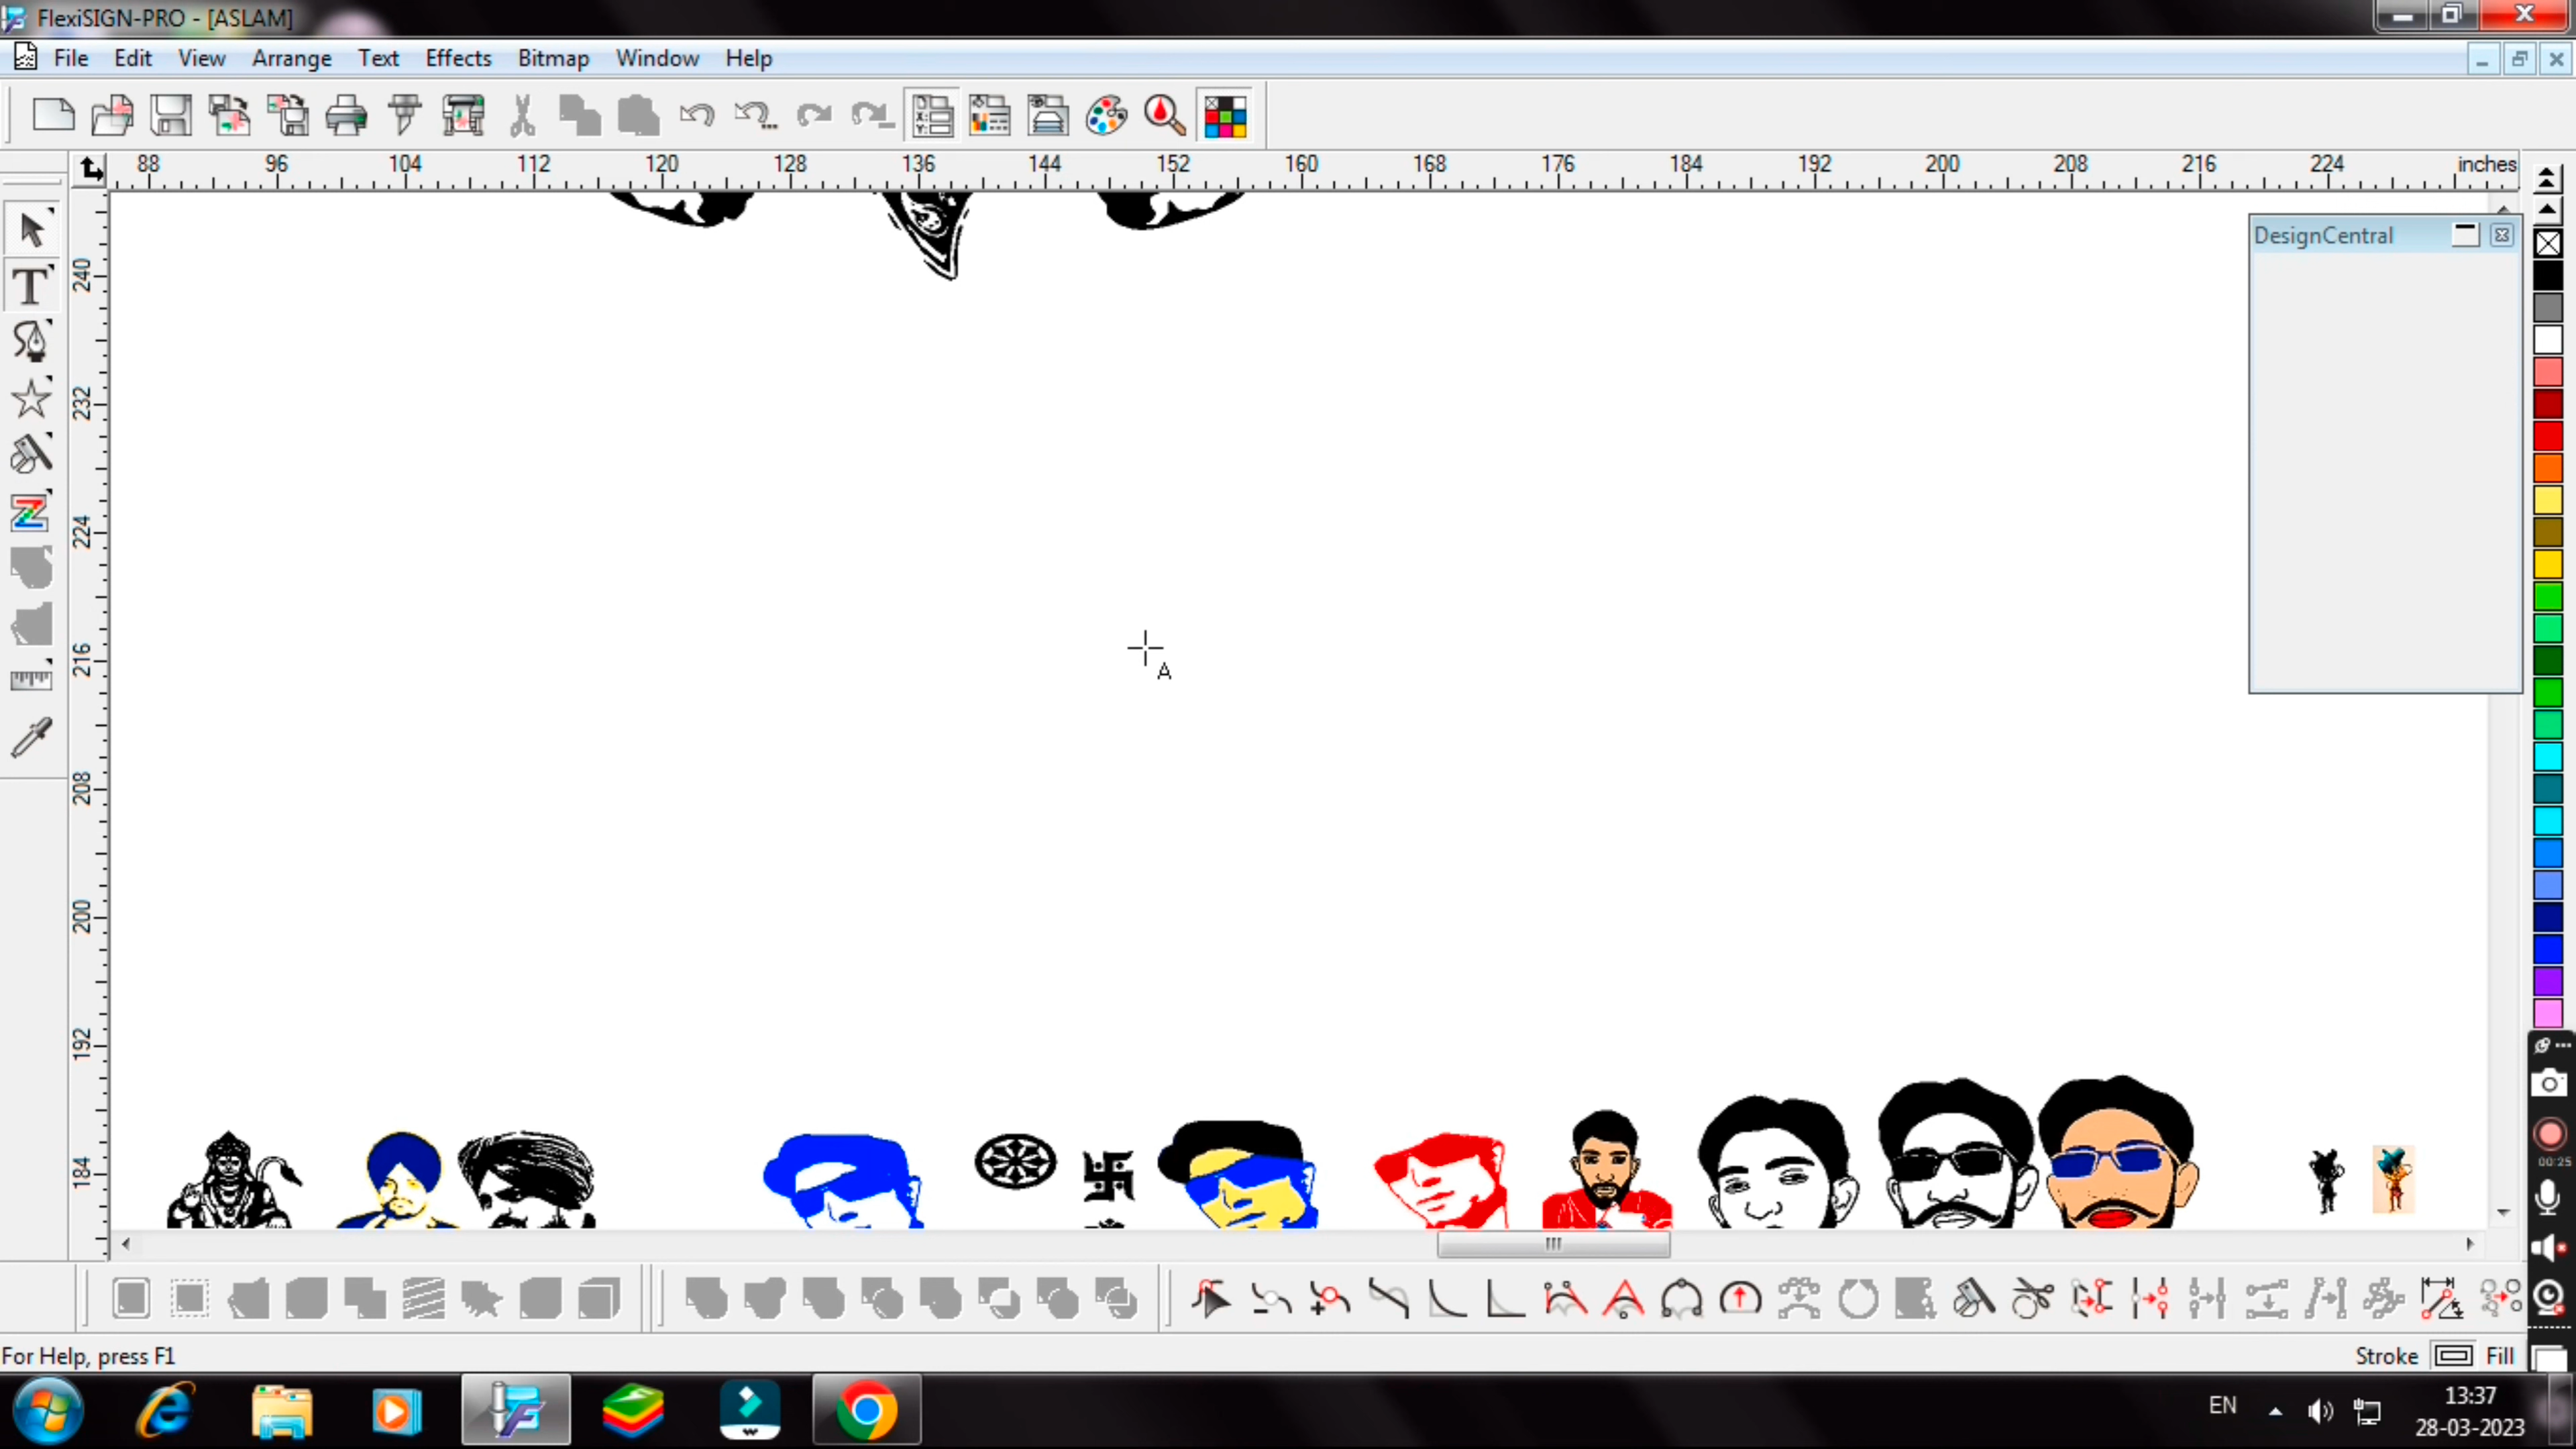 FlexiSIGN-PRO - [ASLAM]
File Edit View Arrange Text Effects Bitmap Window Help
88 96 104 112 120 128 136 144 152 160 168 176 184 192 200 208 216 224 inches
DesignCentral
240
232
224
216
208
200
192
184
A
00:25
For Help, press F1
Stroke Fill
EN
13:37
28-03-2023